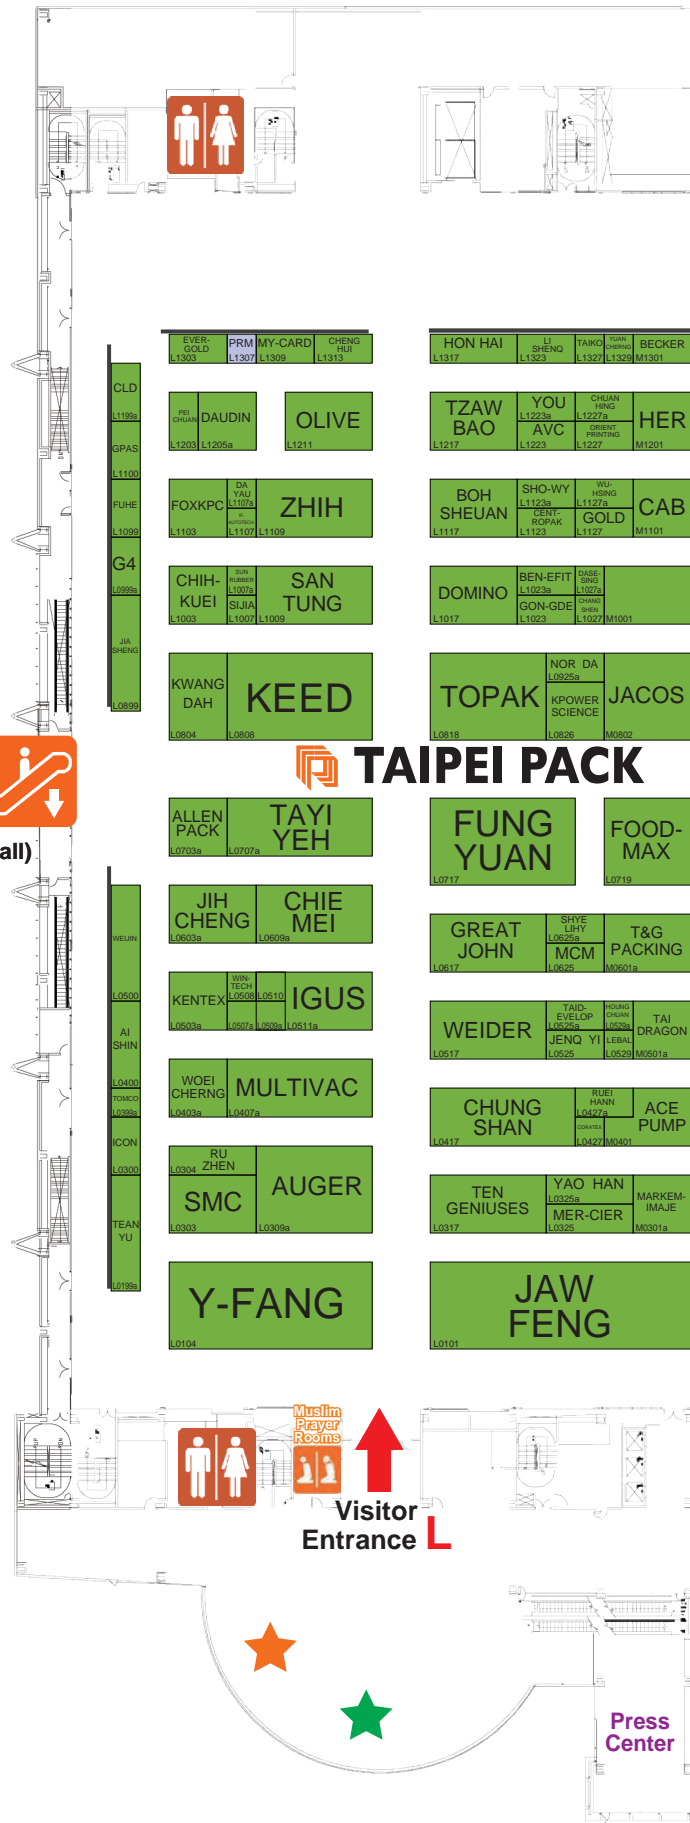 EVER-
GOLD
L1303
PRM
L1307
MY-CARD
L1309
CHENG
HUI
L1313
HON HAI
L1317
LI
SHENQ
L1323
TAIKO
L1327
YUAN
CHERNG
L1329
BECKER
M1301
CLD
L1199a
PEI
CHUAN
L1203
DAUDIN
L1205a
OLIVE
L1211
TZAW
BAO
L1217
YOU
L1223a
AVC
L1223
CHUAN
HING
L1227a
ORIENT
PRINTING
L1227
HER
M1201
GPAS
L1100
FOXKPC
L1103
DA
YAU
L1107a
AUTOTECH
L1107
ZHIH
L1109
BOH
SHEUAN
L1117
SHO-WY
L1123a
CENT-
ROPAK
L1123
WU-
HSING
L1127a
GOLD
L1127
CAB
M1101
FUHE
L1099
G4
L0999a
CHIH-
KUEI
L1003
SUN
RUBBER
L1007a
SIJIA
L1007
SAN
TUNG
L1009
DOMINO
L1017
BEN-EFIT
L1023a
GON-GDE
L1023
DASE-
SING
L1027a
CHANG
SHEN
L1027
M1001
JIA
SHENG
L0899
KWANG
DAH
L0804
KEED
L0808
TOPAK
L0818
NOR DA
L0925a
KPOWER
SCIENCE
L0826
JACOS
M0802
TAIPEI PACK
all)
ALLEN
PACK
L0703a
TAYI
YEH
L0707a
FUNG
YUAN
L0717
FOOD-
MAX
L0719
WEIJIN
L0500
JIH
CHENG
L0603a
CHIE
MEI
L0609a
GREAT
JOHN
L0617
SHYE
LIHY
L0625a
MCM
L0625
T&G
PACKING
M0601a
KENTEX
L0503a
WIN-
TECH
L0508
L0510
L0507a
L0509a
IGUS
L0511a
WEIDER
L0517
TAID-
EVELOP
L0525a
JENQ YI
L0525
HOUNG
CHUAN
L0529a
LEBAL
L0529
TAI
DRAGON
M0501a
AI
SHIN
L0400
TOMCO
L0399a
WOEI
CHERNG
L0403a
MULTIVAC
L0407a
CHUNG
SHAN
L0417
RUEI
HANN
L0427a
CORATEX
L0427
ACE
PUMP
M0401
ICON
L0300
RU
ZHEN
L0304
SMC
L0303
AUGER
L0309a
TEN
GENIUSES
L0317
YAO HAN
L0325a
MER-CIER
L0325
MARKEM-
IMAJE
M0301a
TEAN
YU
L0199a
Y-FANG
L0104
JAW
FENG
L0101
Muslim
Prayer
Rooms
Visitor
Entrance L
Press
Center